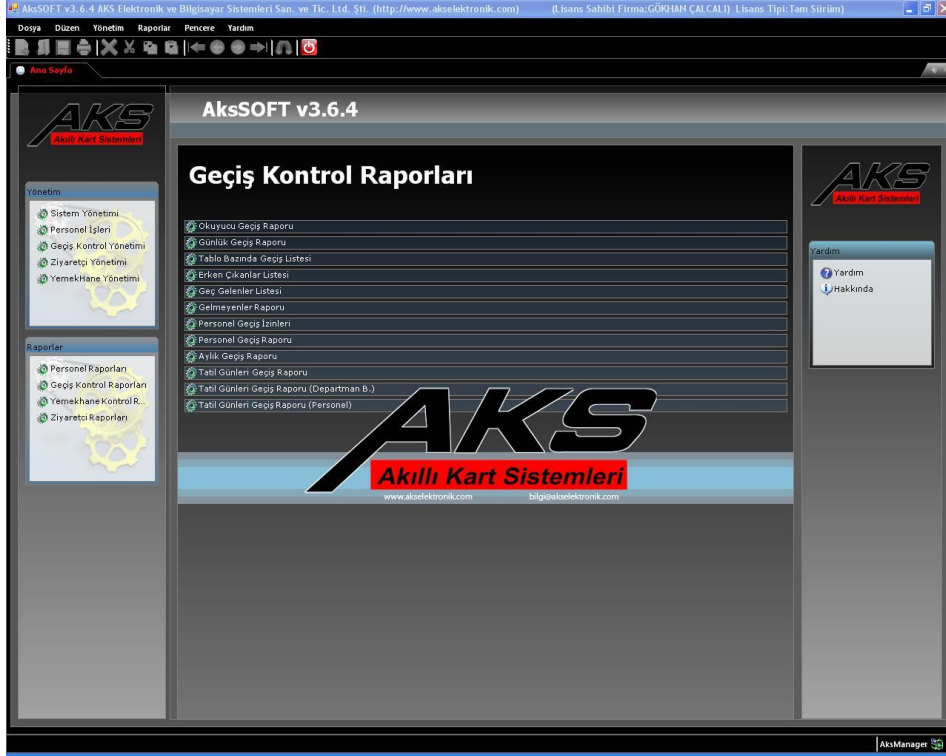 AksSOFT v3.6.4 AKS Elektronik ve Bilgisayar Sistemleri San. ve Tic. Ltd. Şti. (http://www.akselektronik.com) (Lisans Sahibi Firma:GÖKHAN ÇALCALI) Lisans Tipi:Tam Sürüm)
Dosya Düzen Yönetim Raporlar Pencere Yardım
Ana Sayfa
AKS
Akıllı Kart Sistemleri
AksSOFT v3.6.4
Yönetim
Sistem Yönetimi
Personel İşleri
Geçiş Kontrol Yönetimi
Ziyaretçi Yönetimi
YemekHane Yönetimi
Raporlar
Personel Raporları
Geçiş Kontrol Raporları
Yemekhane Kontrol R...
Ziyaretci Raporları
Geçiş Kontrol Raporları
Okuyucu Geçiş Raporu
Günlük Geçiş Raporu
Tablo Bazında Geçiş Listesi
Erken Çıkanlar Listesi
Geç Gelenler Listesi
Gelmeyenler Raporu
Personel Geçiş İzinleri
Personel Geçiş Raporu
Aylık Geçiş Raporu
Tatil Günleri Geçiş Raporu
Tatil Günleri Geçiş Raporu (Departman B.)
Tatil Günleri Geçiş Raporu (Personel)
AKS
Akıllı Kart Sistemleri
www.akselektronik.com bilgi@akselektronik.com
AKS
Akıllı Kart Sistemleri
Yardım
Yardım
Hakkında
AksManager